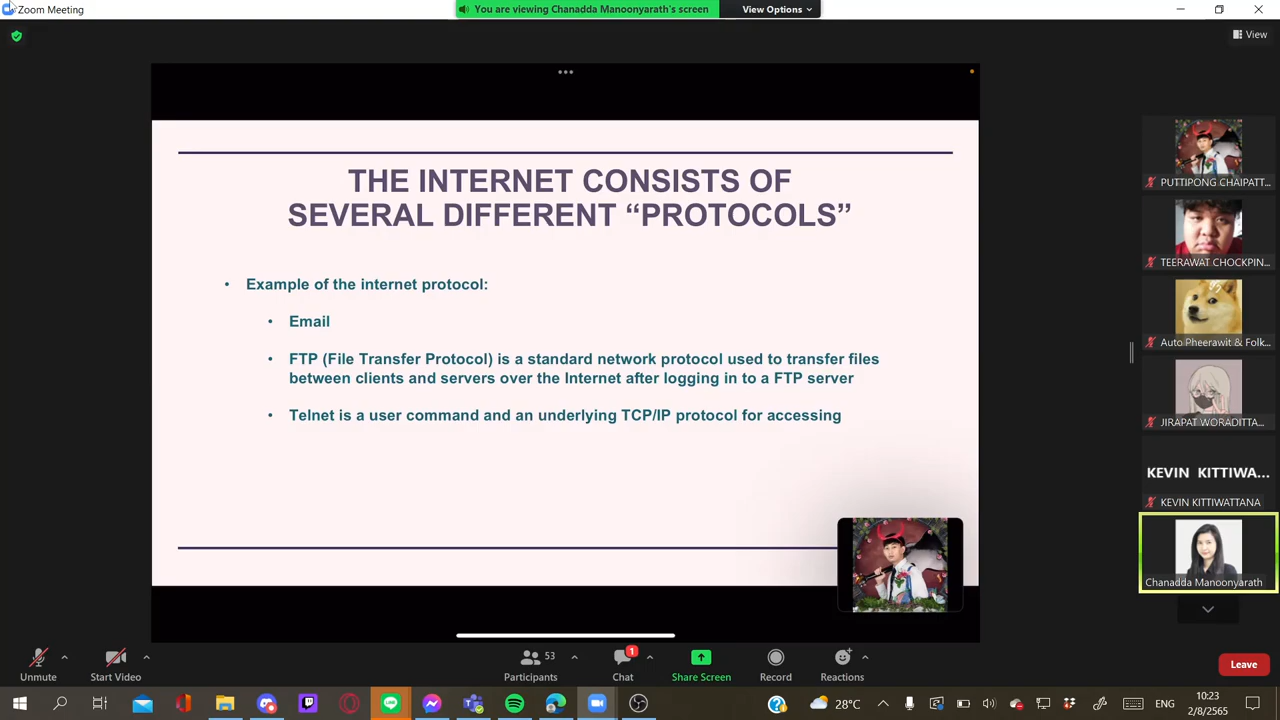 Zoom Meeting
You are viewing Chanadda Manoonyarath's screen
View Options
View
THE INTERNET CONSISTS OF
SEVERAL DIFFERENT “PROTOCOLS”
• Example of the internet protocol:
• Email
• FTP (File Transfer Protocol) is a standard network protocol used to transfer files
between clients and servers over the Internet after logging in to a FTP server
• Telnet is a user command and an underlying TCP/IP protocol for accessing
PUTTIPONG CHAIPATT...
TEERAWAT CHOCKPIN...
Auto Pheerawit & Folk...
JIRAPAT WORADITTA...
KEVIN KITTIWA...
KEVIN KITTIWATTANA
Chanadda Manoonyarath
Unmute
Start Video
53
Participants
1
Chat
Share Screen
Record
Reactions
Leave
28°C
ENG
10:23
2/8/2565